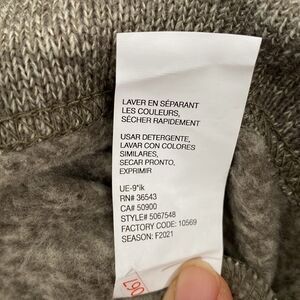 LAVER EN SÉPARANT
LES COULEURS,
SÉCHER RAPIDEMENT
USAR DETERGENTE,
LAVAR CON COLORES
SIMILARES,
SECAR PRONTO,
EXPRIMIR
UE-9*ik
RN# 36543
CA# 50900
STYLE# 5067548
FACTORY CODE: 10569
SEASON: F2021